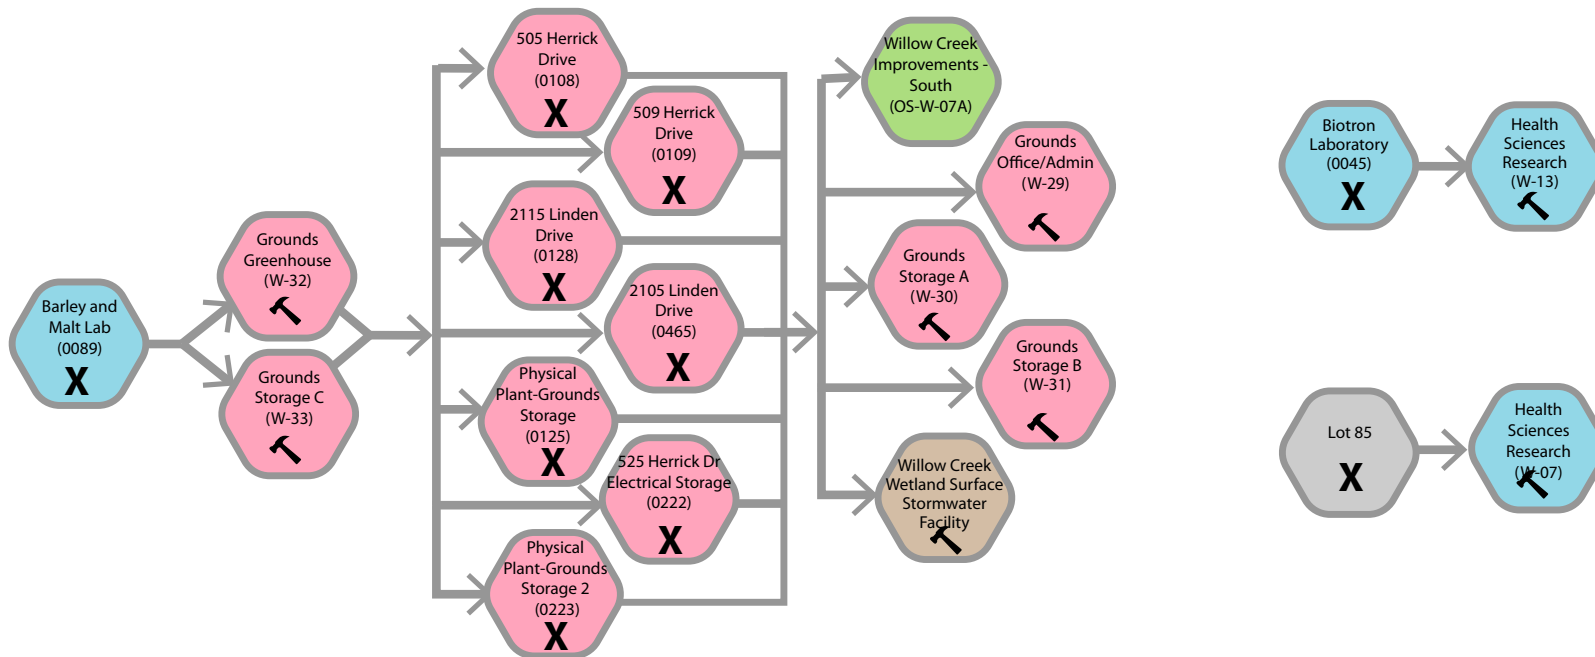 Barley and
Malt Lab
(0089)
X
Grounds
Greenhouse
(W-32)
Grounds
Storage C
(W-33)
505 Herrick
Drive
(0108)
X
509 Herrick
Drive
(0109)
X
2115 Linden
Drive
(0128)
X
2105 Linden
Drive
(0465)
X
Physical
Plant-Grounds
Storage
(0125)
X
525 Herrick Dr
Electrical Storage
(0222)
X
Physical
Plant-Grounds
Storage 2
(0223)
X
Willow Creek
Improvements -
South
(OS-W-07A)
Grounds
Office/Admin
(W-29)
Grounds
Storage A
(W-30)
Grounds
Storage B
(W-31)
Willow Creek
Wetland Surface
Stormwater
Facility
Biotron
Laboratory
(0045)
X
Health
Sciences
Research
(W-13)
Lot 85
X
Health
Sciences
Research
(W-07)